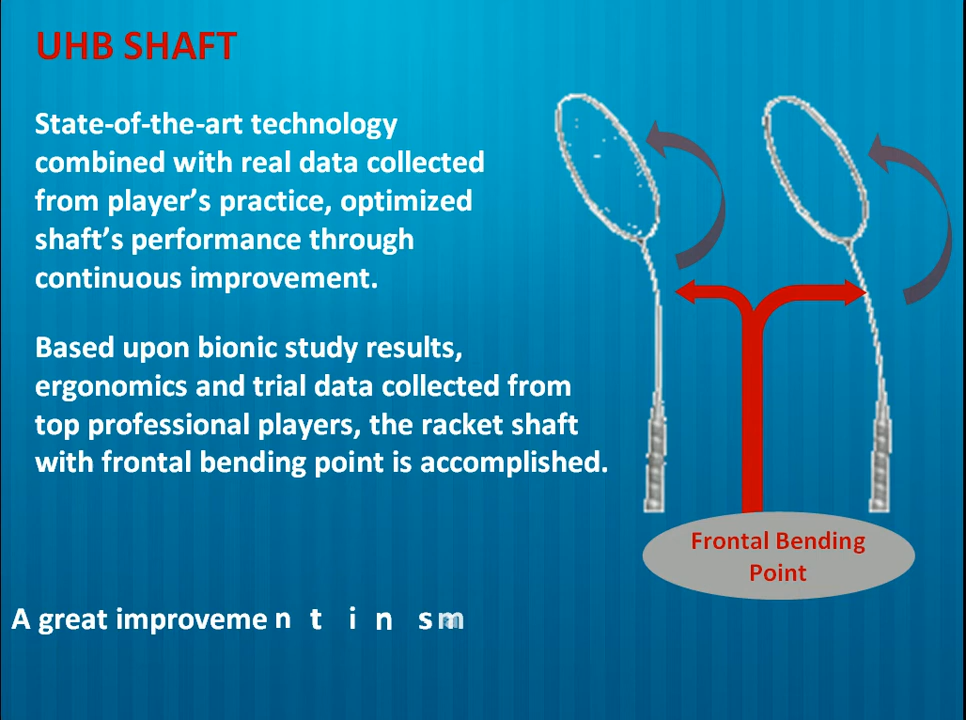 UHB SHAFT
State-of-the-art technology
combined with real data collected
from player's practice, optimized
shaft's performance through
continuous improvement.
Based upon bionic study results,
ergonomics and trial data collected from
top professional players, the racket shaft
with frontal bending point is accomplished.
Frontal Bending
Point
A great improvement in sm